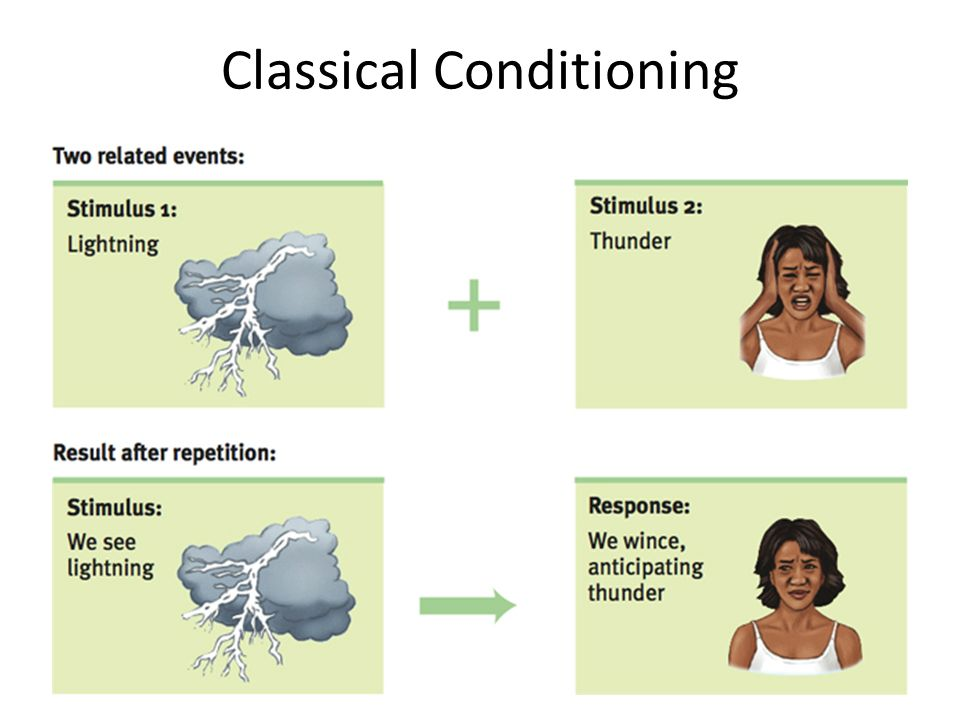 Classical Conditioning
Two related events:
Stimulus 1:
Lightning
Stimulus 2:
Thunder
Result after repetition:
Stimulus:
We see
lightning
Response:
We wince,
anticipating
thunder